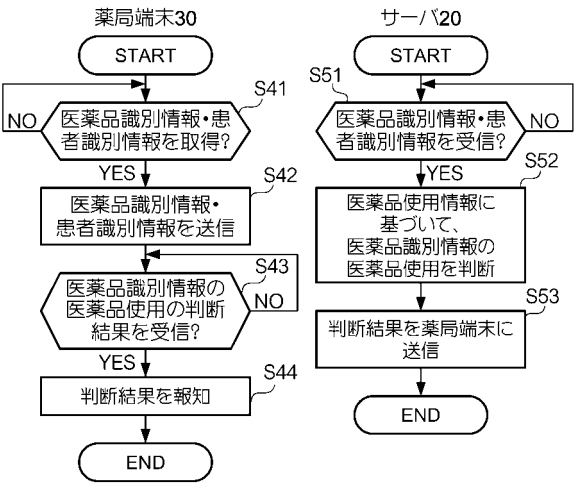 薬局端末30
START
S41
医薬品識別情報・患
者識別情報を取得?
NO
YES
S42
医薬品識別情報・
患者識別情報を送信
S43
医薬品識別情報の
医薬品使用の判断
結果を受信?
NO
YES
S44
判断結果を報知
END
サーバ20
START
S51
医薬品識別情報・患
者識別情報を受信?
NO
YES
S52
医薬品使用情報に
基づいて、
医薬品識別情報の
医薬品使用を判断
S53
判断結果を薬局端末に
送信
END